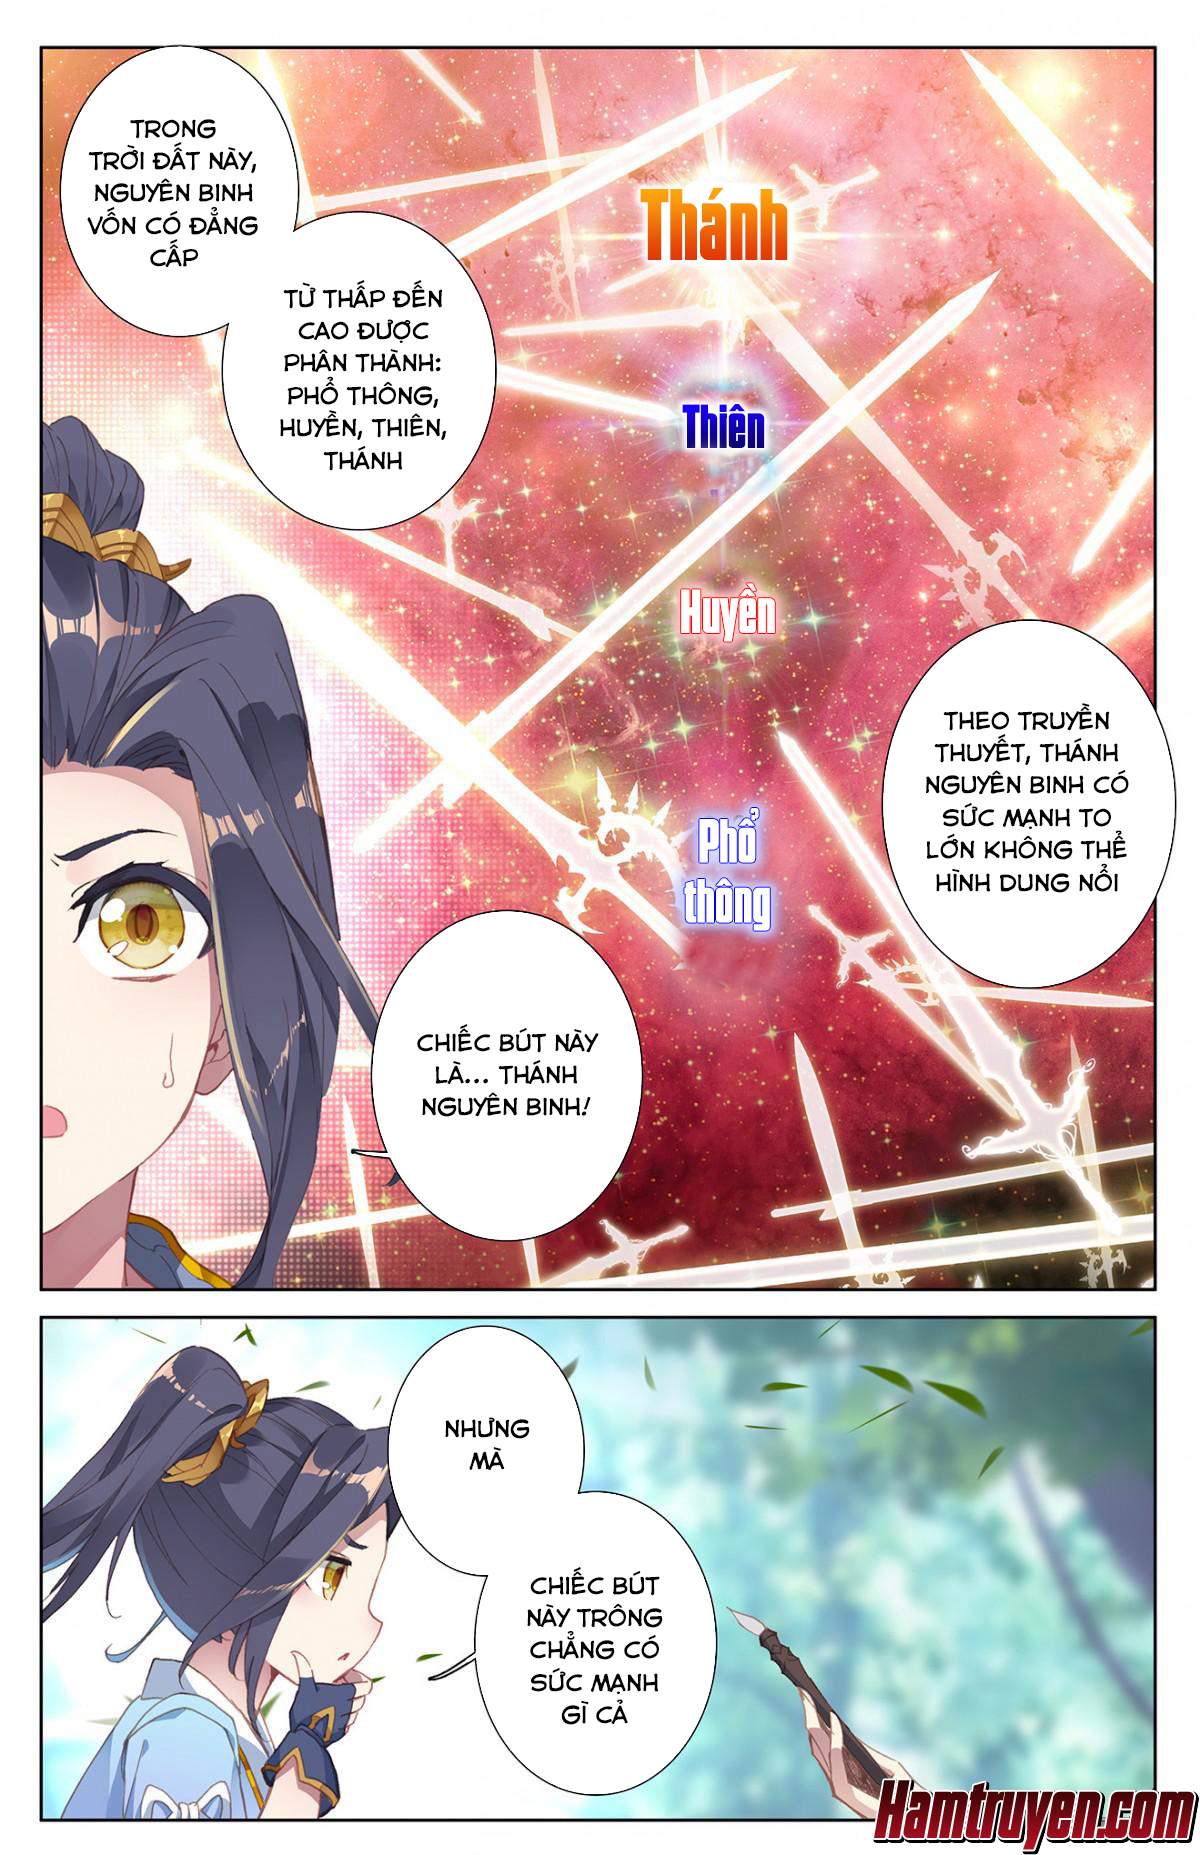 TRONG
TRỜI ĐẤT NÀY,
NGUYÊN BINH
VỐN CÓ ĐẲNG
CẤP
TỪ THẤP ĐẾN
CAO ĐƯỢC
PHÂN THÀNH:
PHỔ THÔNG,
HUYỀN, THIÊN,
THÁNH
Thánh
Thiên
Huyền
Phổ
thông
THEO TRUYỀN
THUYẾT, THÁNH
NGUYÊN BINH CÓ
SỨC MẠNH TO
LỚN KHÔNG THỂ
HÌNH DUNG NỔI
CHIẾC BÚT NÀY
LÀ... THÁNH
NGUYÊN BINH!
NHƯNG
MÀ
CHIẾC BÚT
NÀY TRÔNG
CHẲNG CÓ
SỨC MẠNH
GÌ CẢ
Hamtruyen.com